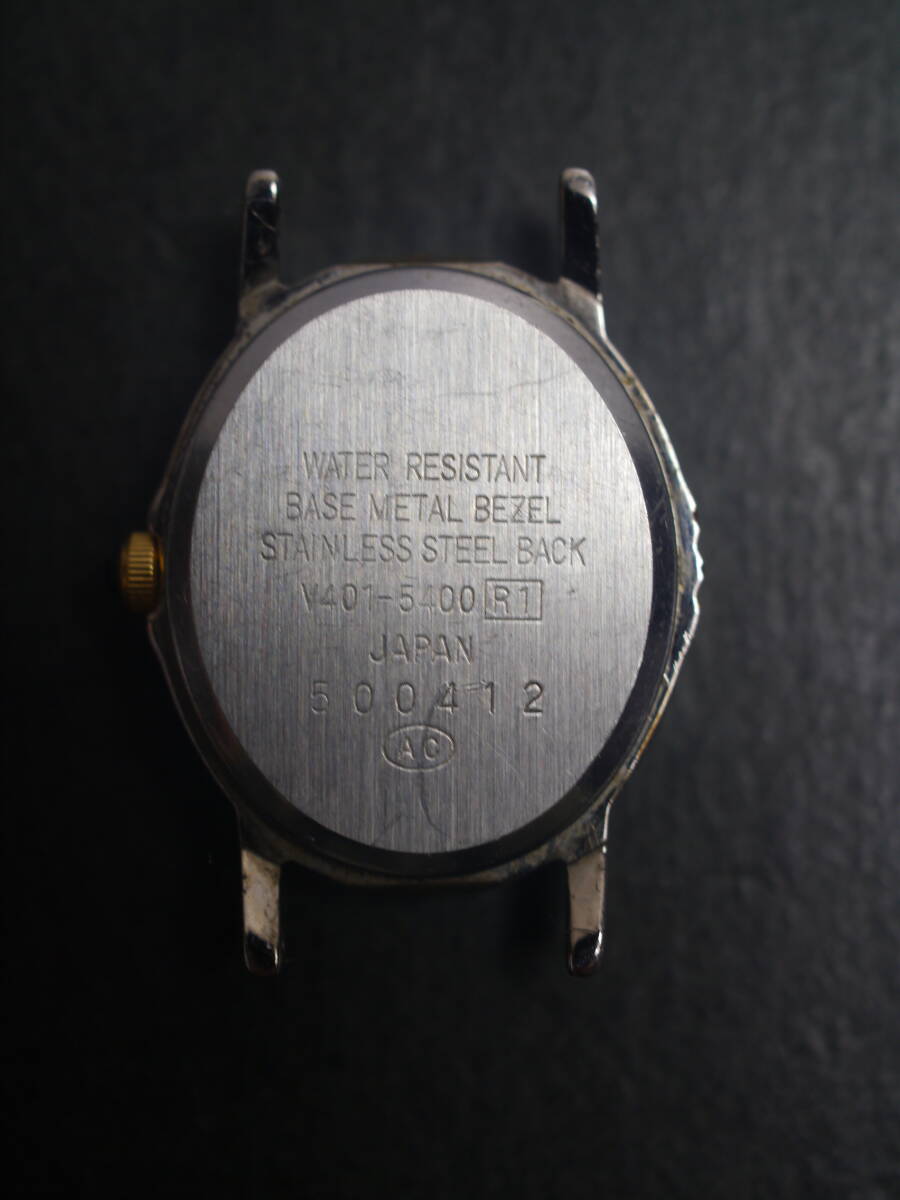 WATER RESISTANT
BASE METAL BEZEL
STAINLESS STEEL BACK
V401-5400 R1
JAPAN
500412
AC